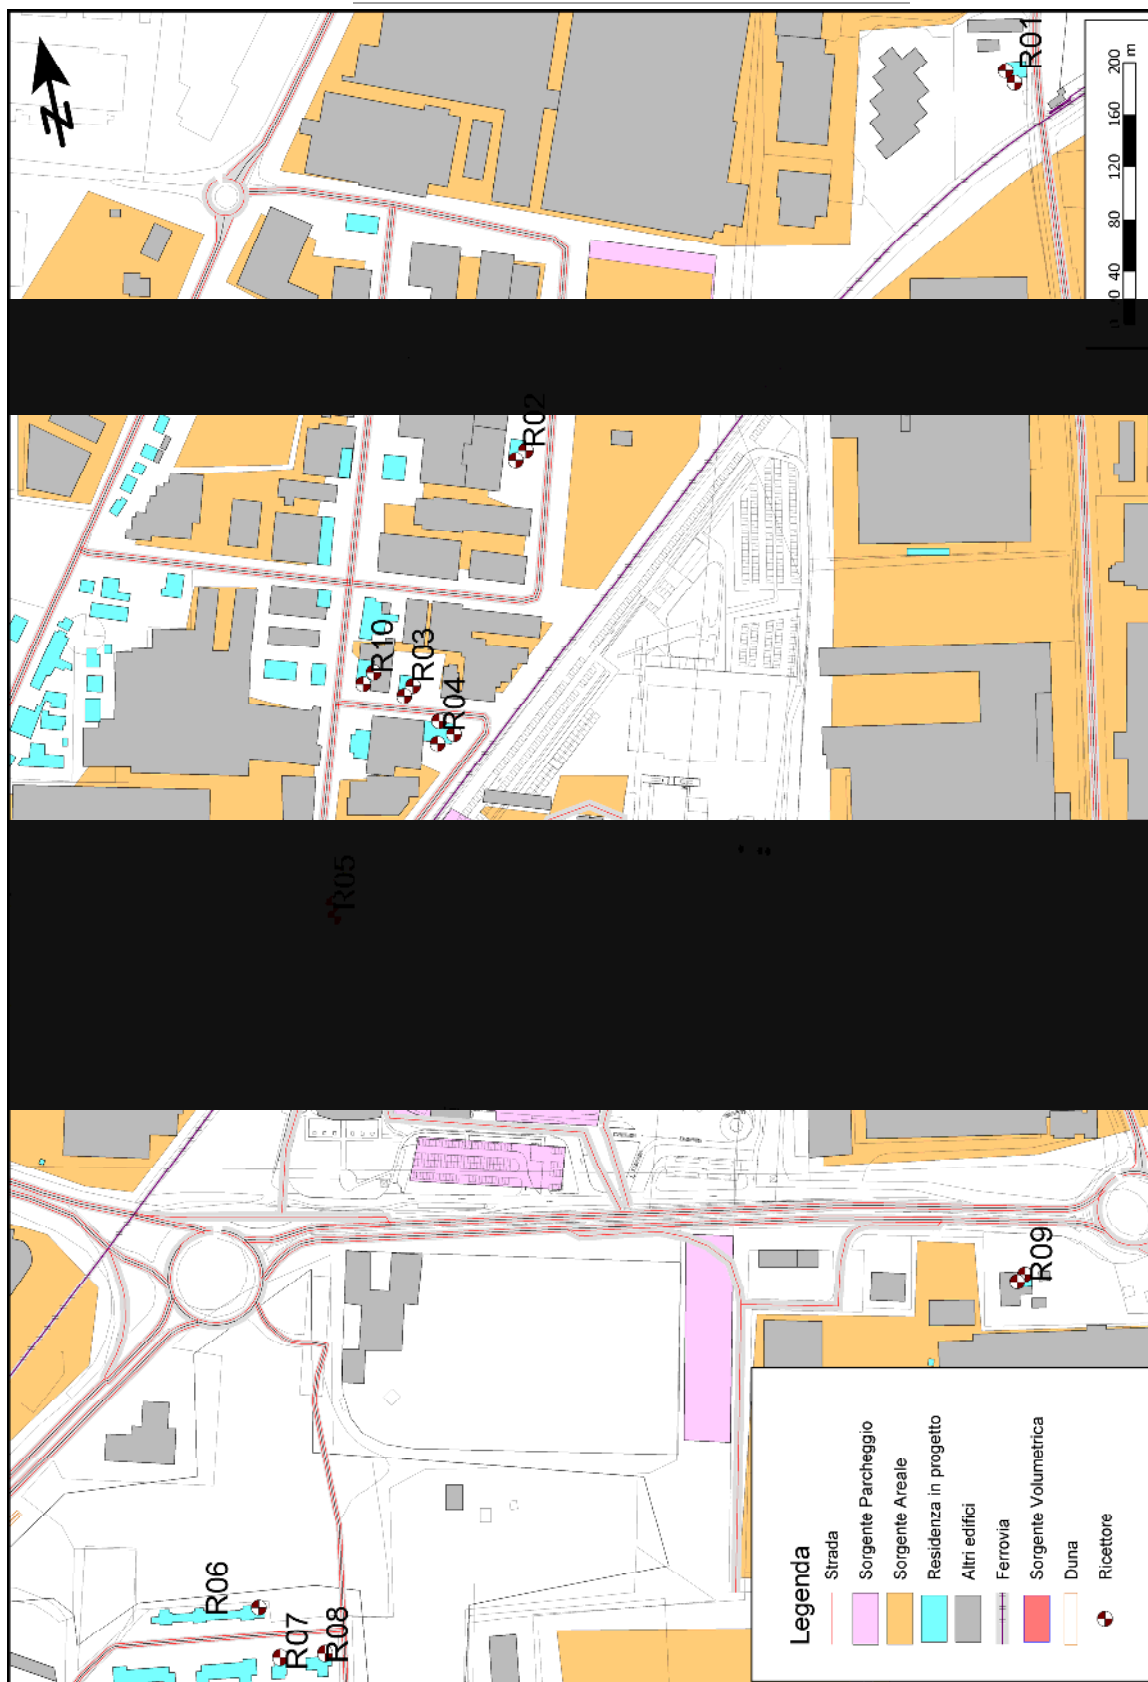 R01
200
160
120
80
40
0
m
R02
R10
R03
R04
R05
R09
R06
R07
R08
Legenda
Strada
Sorgente Parcheggio
Sorgente Areale
Residenza in progetto
Altri edifici
Ferrovia
Sorgente Volumetrica
Duna
Ricettore
N